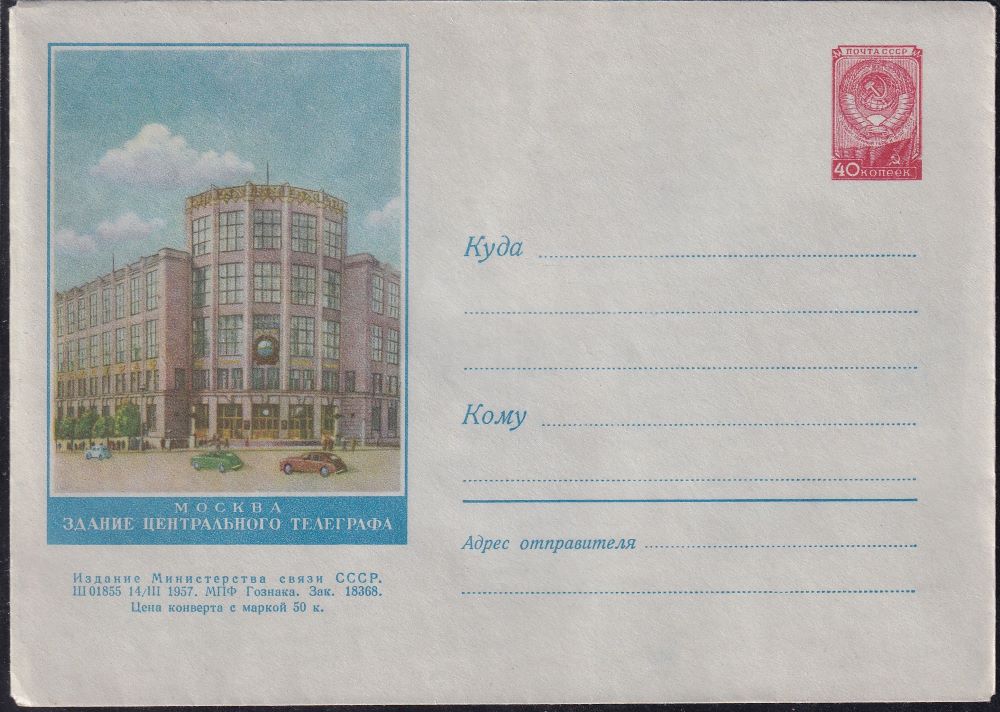 ПОЧТА СССР
40 КОПЕЕК
Куда
Кому
Адрес отправителя
МОСКВА
ЗДАНИЕ ЦЕНТРАЛЬНОГО ТЕЛЕГРАФА
Издание Министерства связи СССР.
Ш 01855 14/III 1957. МПФ Гознака. Зак. 18368.
Цена конверта с маркой 50 к.